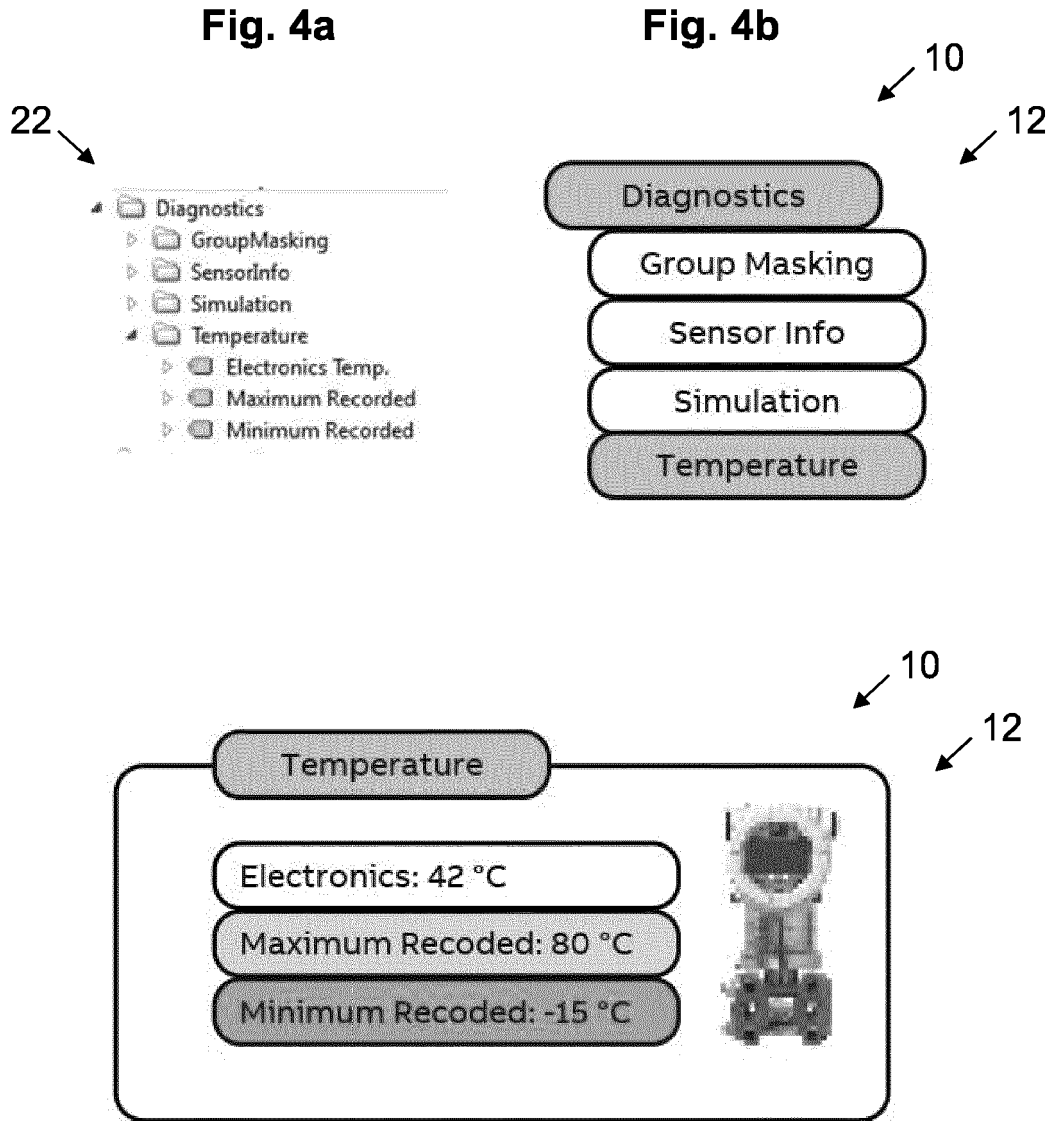 Fig. 4a
Fig. 4b
10
22
12
Diagnostics
GroupMasking
SensorInfo
Simulation
Temperature
Electronics Temp.
Maximum Recorded
Minimum Recorded
Diagnostics
Group Masking
Sensor Info
Simulation
Temperature
10
12
Temperature
Electronics: 42 °C
Maximum Recoded: 80 °C
Minimum Recoded: -15 °C